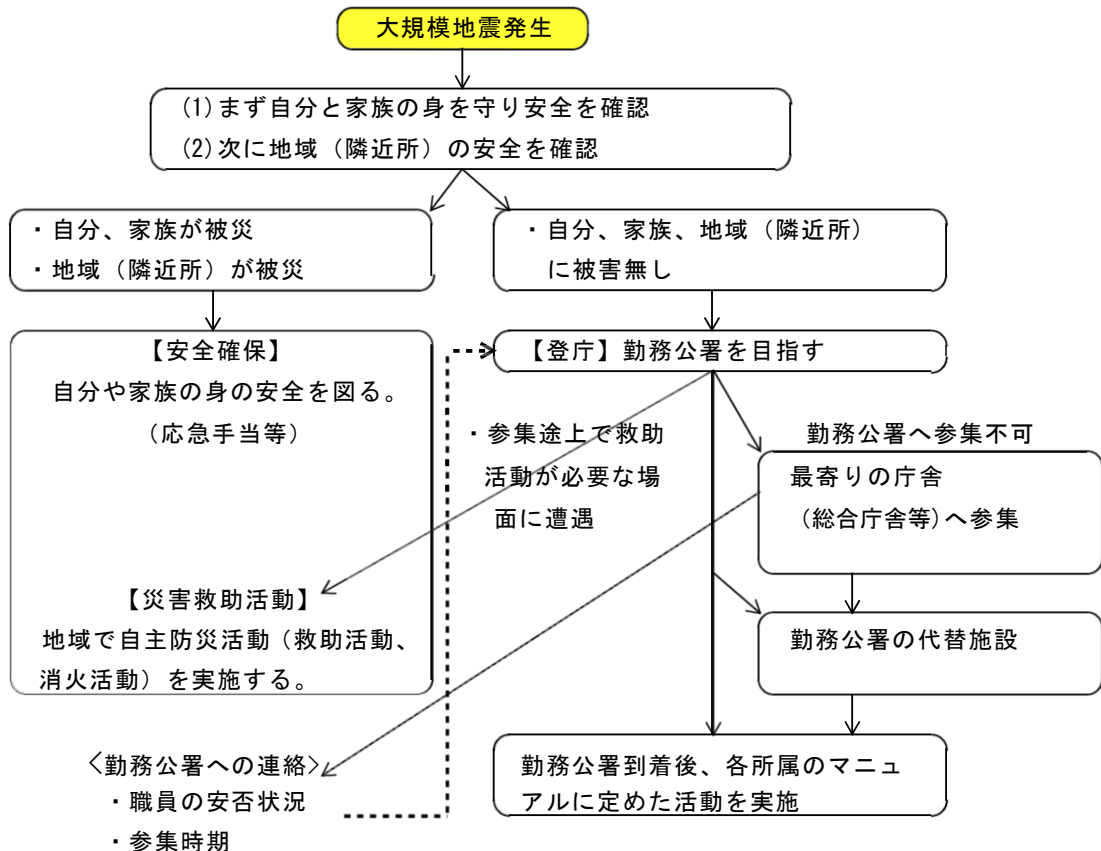 大規模地震発生
(1)まず自分と家族の身を守り安全を確認
(2)次に地域（隣近所）の安全を確認
・自分、家族が被災
・地域（隣近所）が被災
・自分、家族、地域（隣近所）
に被害無し
【安全確保】
自分や家族の身の安全を図る。
（応急手当等）
【災害救助活動】
地域で自主防災活動（救助活動、
消火活動）を実施する。
【登庁】勤務公署を目指す
・参集途上で救助
活動が必要な場
面に遭遇
勤務公署へ参集不可
最寄りの庁舎
(総合庁舎等)へ参集
勤務公署の代替施設
<勤務公署への連絡>
・職員の安否状況
・参集時期
勤務公署到着後、各所属のマニュ
アルに定めた活動を実施